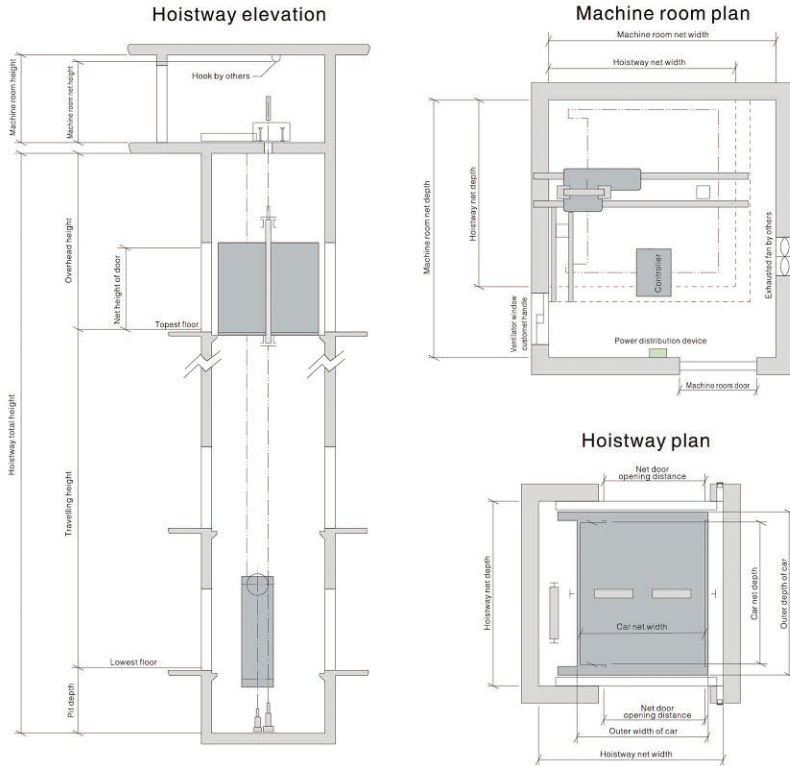 Hoistway elevation
Machine room height
Machine room net height
Hook by others
Hoistway total height
Overhead height
Net height of door
Topest floor
Travelling height
Lowest floor
Pit depth
Machine room plan
Machine room net width
Hoistway net width
Machine room net depth
Hoistway net depth
Controller
Exhausted fan by others
Ventilator window
customet handle
Power distribution device
Machine room door
Hoistway plan
Net door
opening distance
Hoistway net depth
Car net width
Car net depth
Outer depth of car
Net door
opening distance
Outer width of car
Hoistway net width